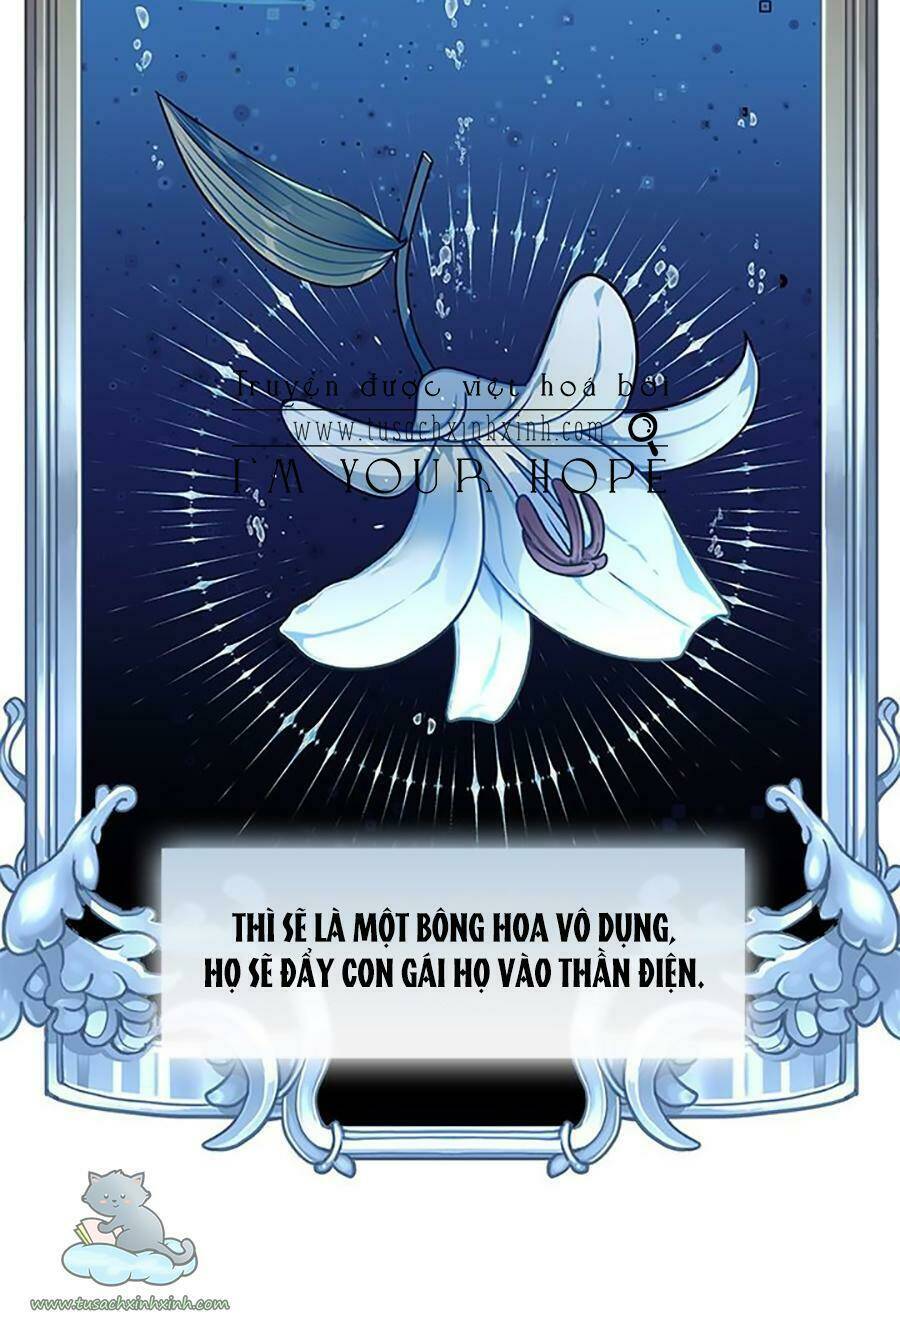 Truyền được việt hoá bởi
www.tusachxinhxinh.com
I'M YOUR HOPE
THÌ SẼ LÀ MỘT BÔNG HOA VÔ DỤNG,
HỌ SẼ ĐẨY CON GÁI HỌ VÀO THẦN ĐIỆN.
www.tusachxinhxinh.com